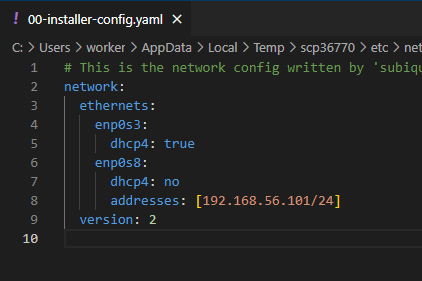 ! 00-installer-config.yaml ×
C: > Users > worker > AppData > Local > Temp > scp36770 > etc >
1 # This is the network config written by
2 network:
3   ethernets:
4     enp0s3:
5       dhcp4: true
6     enp0s8:
7       dhcp4: no
8       addresses: [192.168.56.101/24]
9   version: 2
10